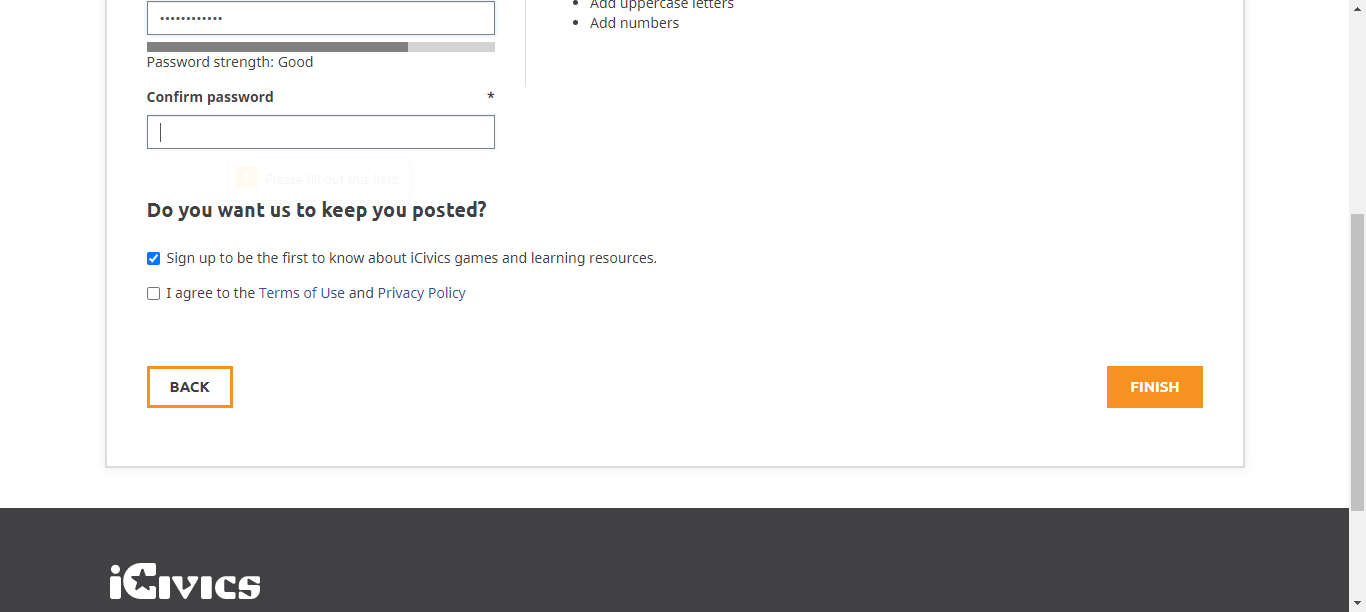 Add uppercase letters
••••••••••••
Add numbers
Password strength: Good
Confirm password *
! Please fill out this field.
Do you want us to keep you posted?
Sign up to be the first to know about iCivics games and learning resources.
I agree to the Terms of Use and Privacy Policy
BACK
FINISH
iCivics